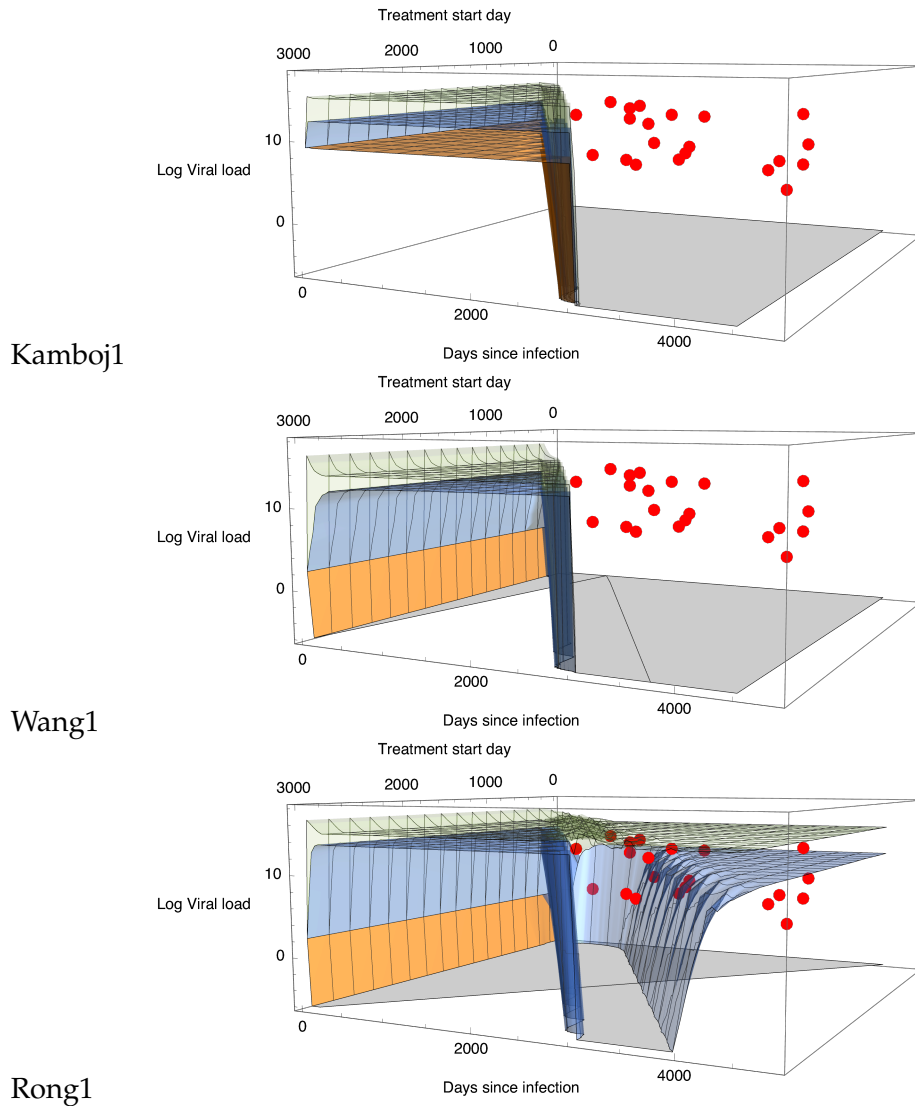 Treatment start day
3000 2000 1000 0
10
Log Viral load
0
0
2000
4000
Days since infection
Kamboj1
Treatment start day
3000 2000 1000 0
10
Log Viral load
0
0
2000
4000
Days since infection
Wang1
Treatment start day
3000 2000 1000 0
10
Log Viral load
0
0
2000
4000
Days since infection
Rong1